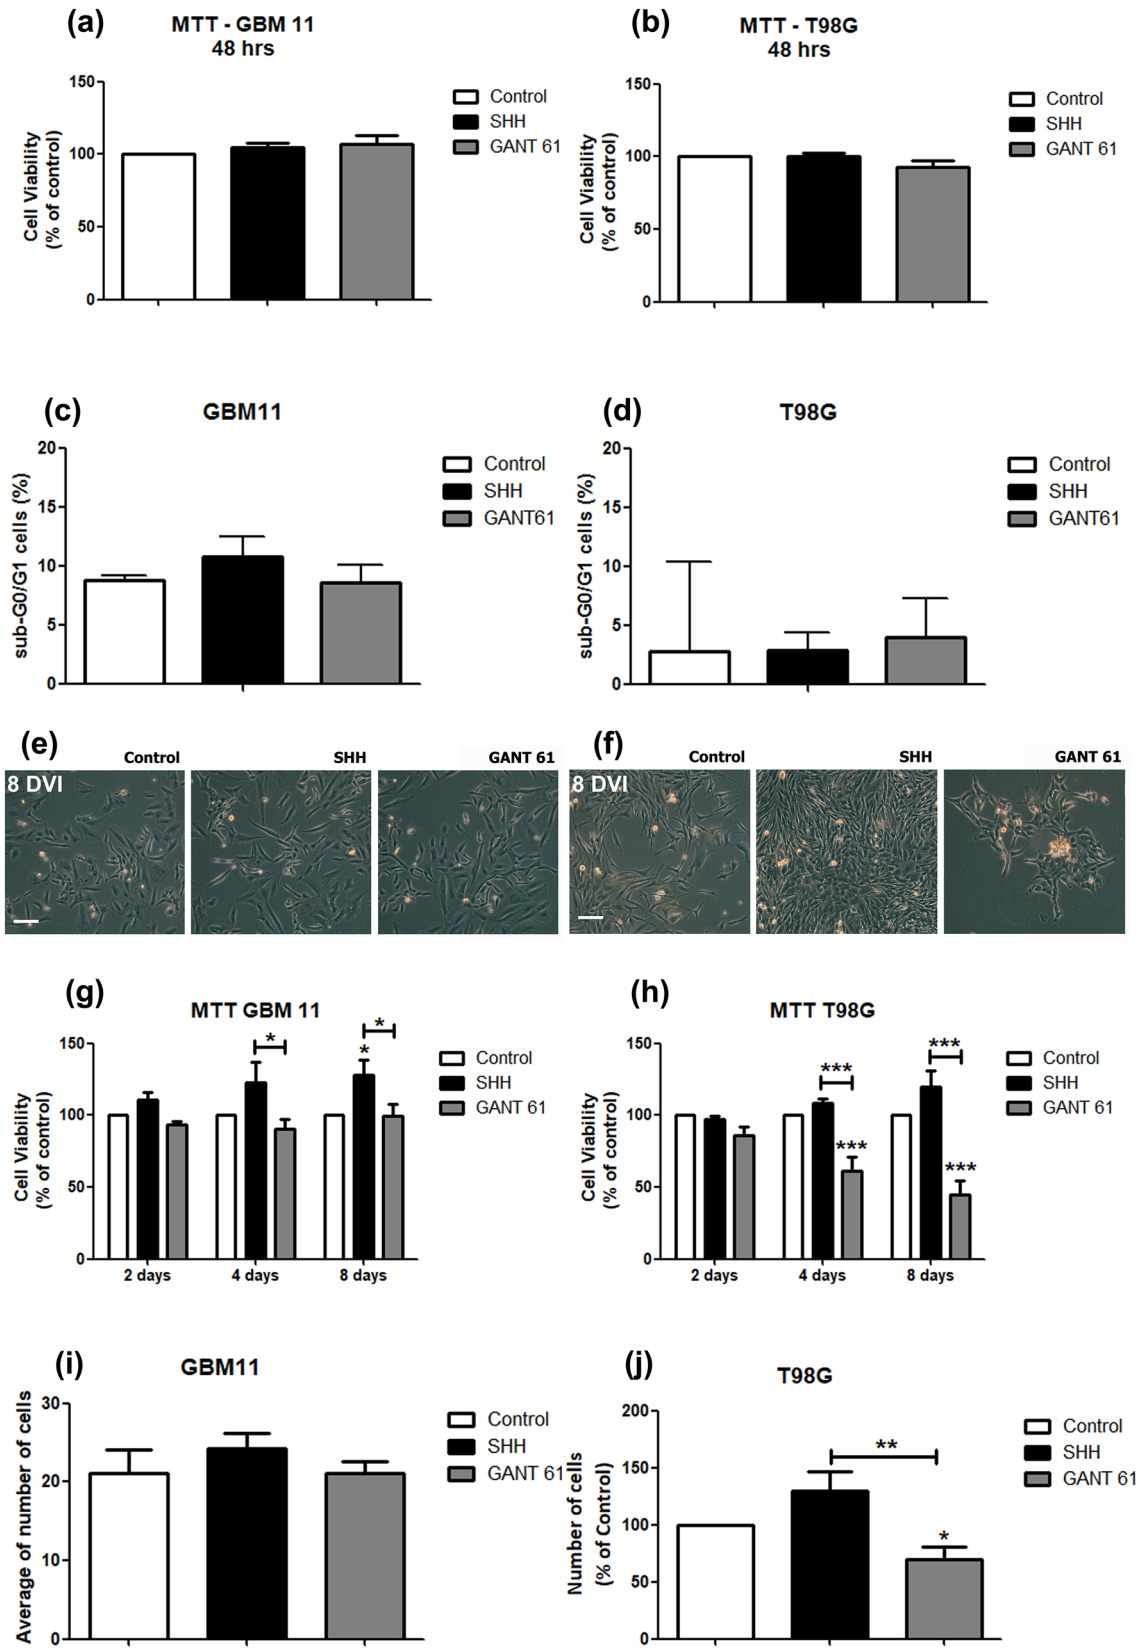 (a)
MTT - GBM 11
48 hrs
Cell Viability
(% of control)
150
100
50
0
Control
SHH
GANT 61
(b)
MTT - T98G
48 hrs
Cell Viability
(% of control)
150
100
50
0
Control
SHH
GANT 61
(c)
GBM11
sub-G0/G1 cells (%)
20
15
10
5
0
Control
SHH
GANT61
(d)
T98G
sub-G0/G1 cells (%)
20
15
10
5
0
Control
SHH
GANT61
(e)
Control
SHH
GANT 61
8 DVI
(f)
Control
SHH
GANT 61
8 DVI
(g)
MTT GBM 11
Cell Viability
(% of control)
150
100
50
0
*
*
*
2 days
4 days
8 days
Control
SHH
GANT 61
(h)
MTT T98G
Cell Viability
(% of control)
150
100
50
0
***
***
***
***
2 days
4 days
8 days
Control
SHH
GANT 61
(i)
GBM11
Average of number of cells
30
20
10
0
Control
SHH
GANT 61
(j)
T98G
Number of cells
(% of Control)
200
150
100
50
0
**
*
Control
SHH
GANT 61